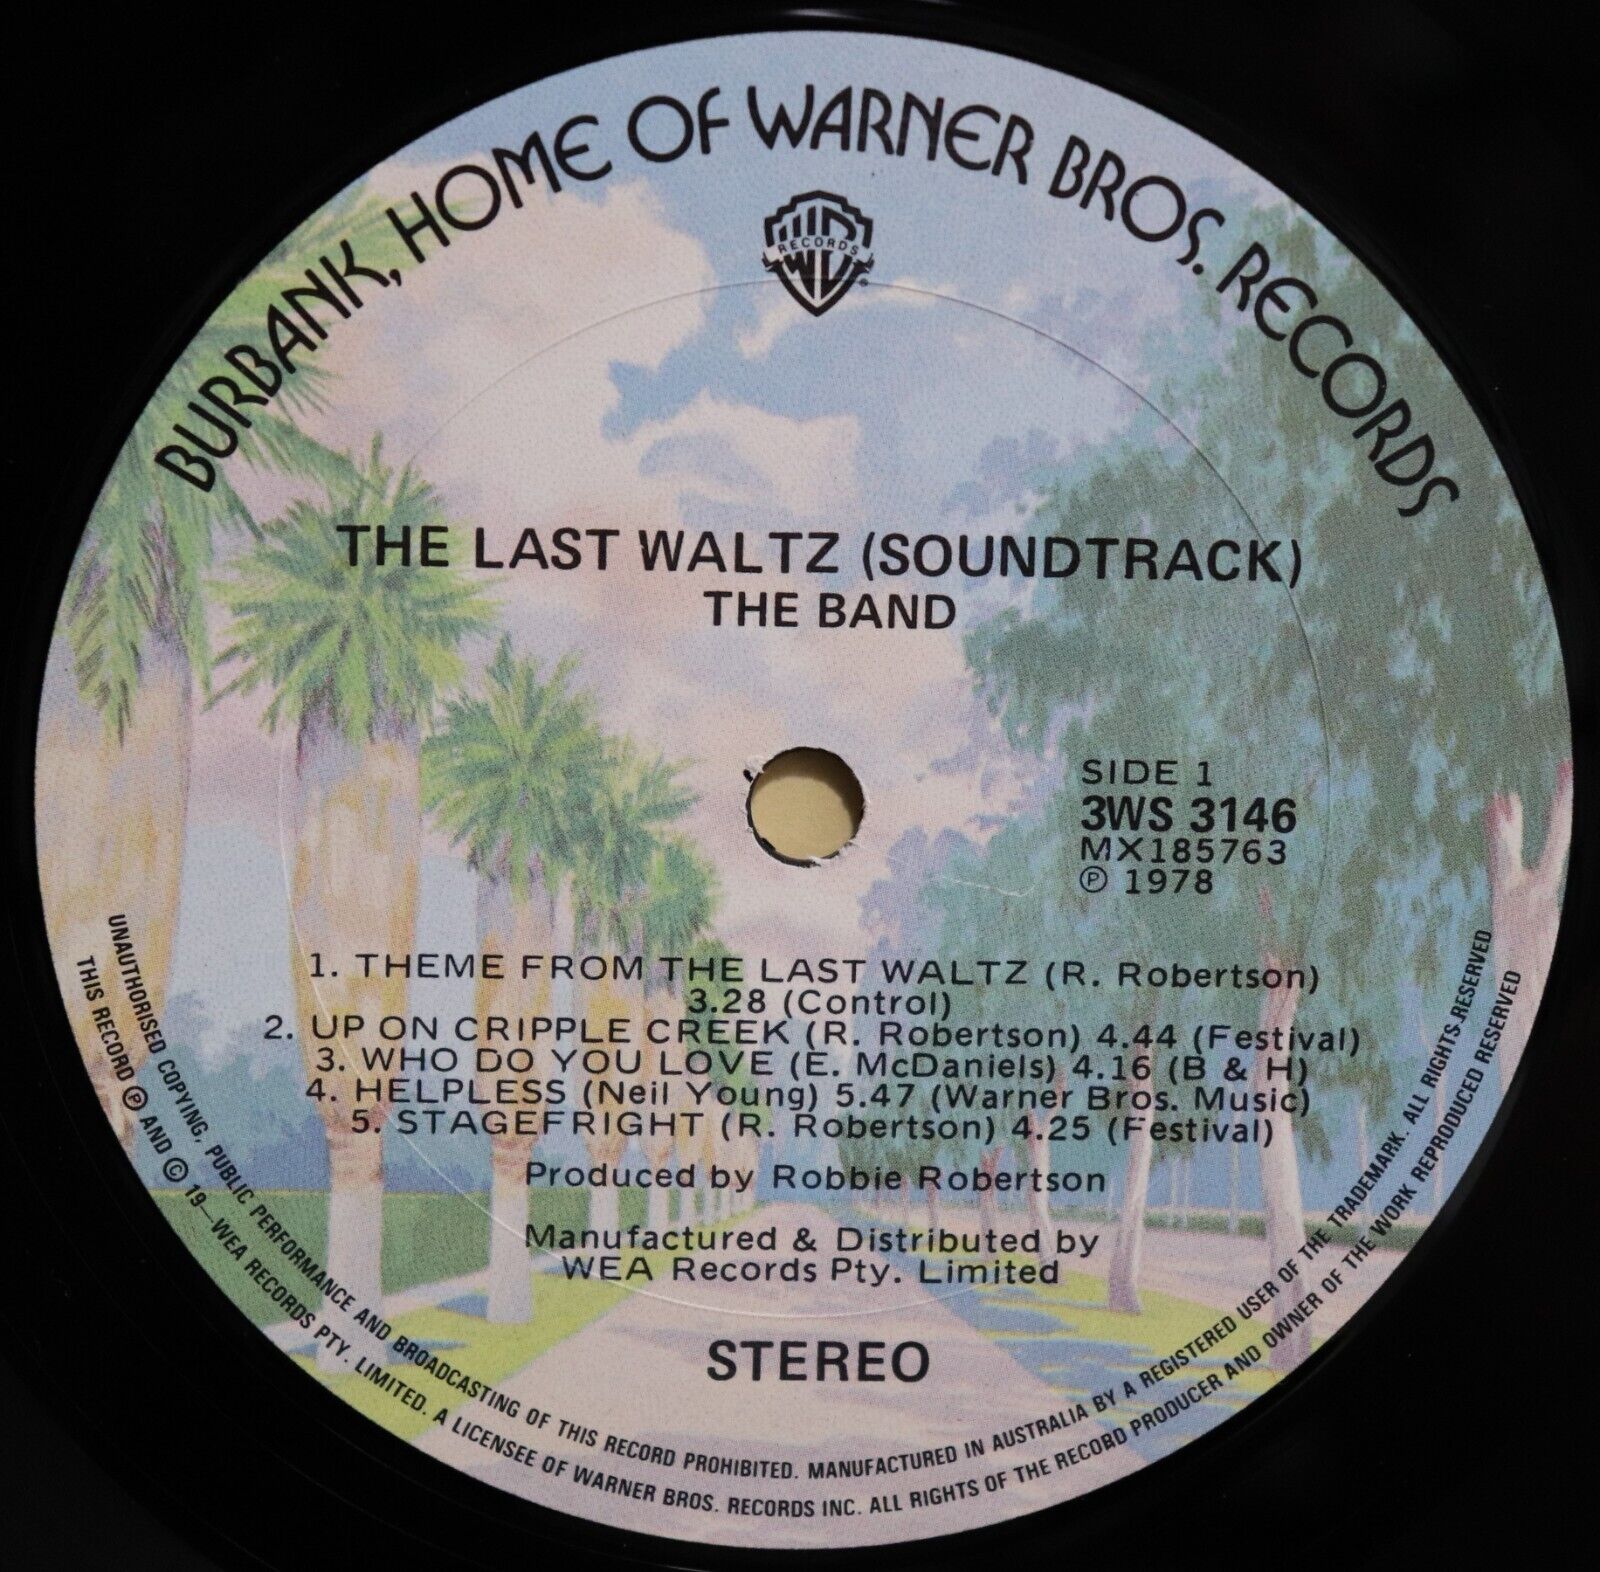 BURBANK, HOME OF WARNER BROS. RECORDS
RECORDS
THE LAST WALTZ (SOUNDTRACK)
THE BAND
SIDE 1
3WS 3146
MX185763
Ⓟ 1978
1. THEME FROM THE LAST WALTZ (R. Robertson)
3.28 (Control)
2. UP ON CRIPPLE CREEK (R. Robertson) 4.44 (Festival)
3. WHO DO YOU LOVE (E. McDaniels) 4.16 (B & H)
4. HELPLESS (Neil Young) 5.47 (Warner Bros. Music)
5. STAGEFRIGHT (R. Robertson) 4.25 (Festival)
Produced by Robbie Robertson
Manufactured & Distributed by
WEA Records Pty. Limited
STEREO
UNAUTHORISED COPYING, PUBLIC PERFORMANCE AND BROADCASTING OF THIS RECORD PROHIBITED. MANUFACTURED IN AUSTRALIA BY A REGISTERED USER OF THE TRADEMARK. ALL RIGHTS RESERVED
THIS RECORD Ⓟ AND © 19—WEA RECORDS PTY. LIMITED. A LICENSEE OF WARNER BROS. RECORDS INC. ALL RIGHTS OF THE RECORD PRODUCER AND OWNER OF THE WORK REPRODUCED RESERVED